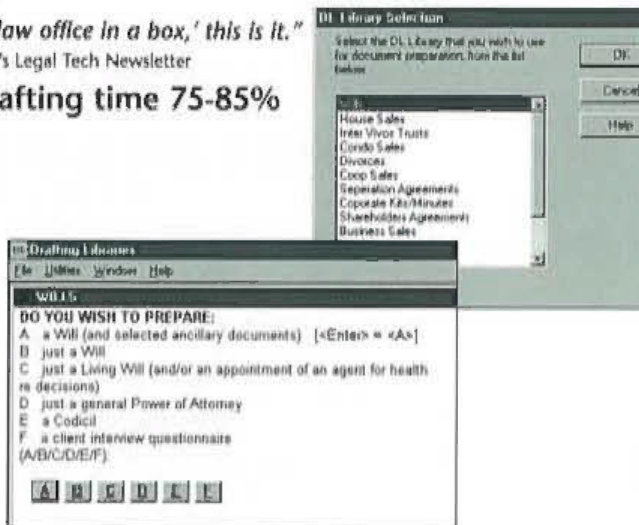 law office in a box,' this is it."
's Legal Tech Newsletter
afting time 75-85%
DL Library Selection
Select the DL Library that you wish to use
for document preparation, from the list
below
OK
Cancel
Help
House Sales
Inter Vivos Trusts
Condo Sales
Divorces
Coop Sales
Seperation Agreements
Coporate Kits/Minutes
Shareholders Agreements
Business Sales
Drafting Libraries
File Utilities Window Help
WILLS
DO YOU WISH TO PREPARE:
A a Will (and selected ancillary documents) [<Enter> = <A>]
B just a Will
C just a Living Will (and/or an appointment of an agent for health
re decisions)
D just a general Power of Attorney
E a Codicil
F a client interview questionnaire
(A/B/C/D/E/F)
A B C D E F